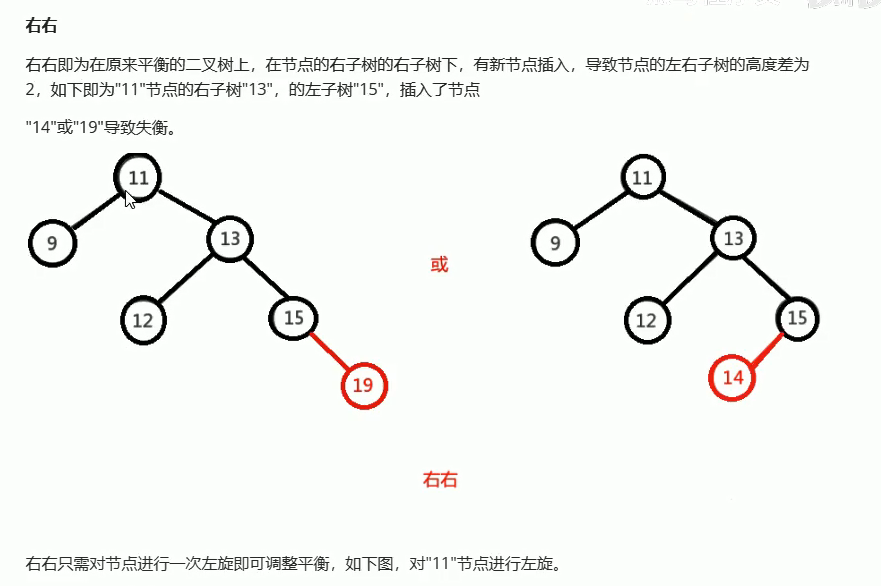 右右
右右即为在原来平衡的二叉树上，在节点的右子树的右子树下，有新节点插入，导致节点的左右子树的高度差为
2，如下即为"11"节点的右子树"13"，的左子树"15"，插入了节点
"14"或"19"导致失衡。
11
11
9
13
或
9
13
12
15
12
15
19
14
右右
右右只需对节点进行一次左旋即可调整平衡，如下图，对"11"节点进行左旋。